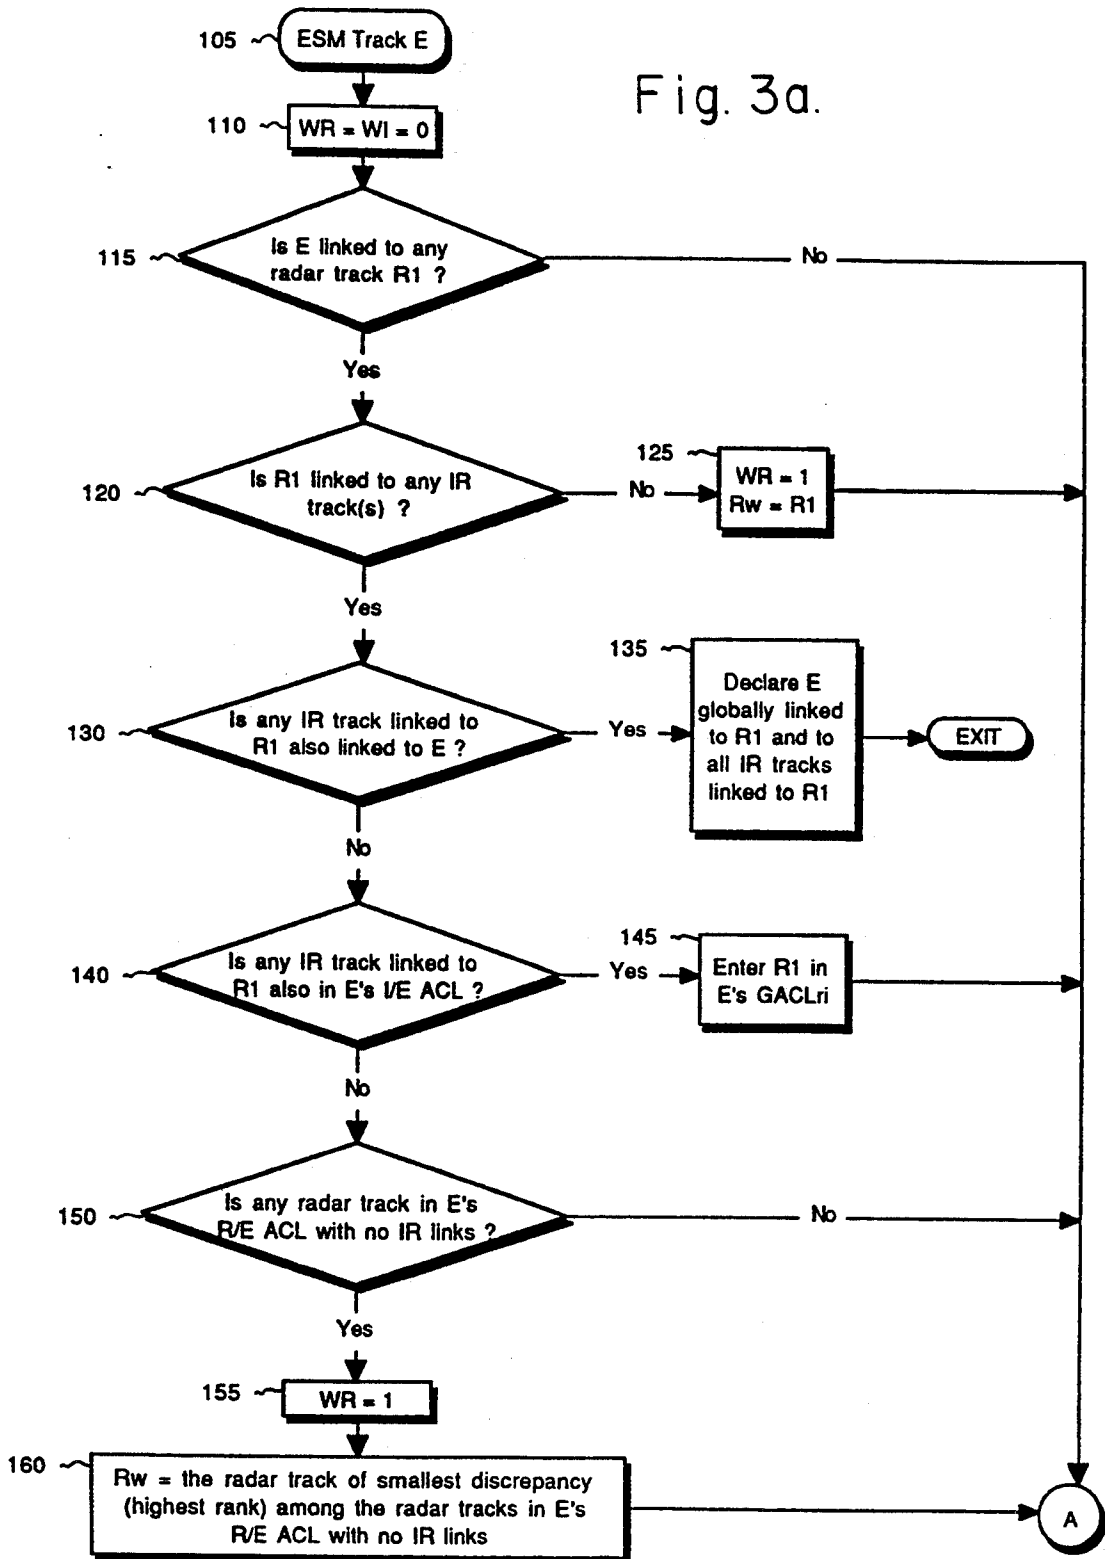 105
ESM Track E
Fig. 3a.
110
WR = WI = 0
115
Is E linked to any
radar track R1 ?
No
Yes
120
Is R1 linked to any IR
track(s) ?
No
125
WR = 1
Rw = R1
Yes
130
Is any IR track linked to
R1 also linked to E ?
Yes
135
Declare E
globally linked
to R1 and to
all IR tracks
linked to R1
EXIT
No
140
Is any IR track linked to
R1 also in E's I/E ACL ?
Yes
145
Enter R1 in
E's GACLri
No
150
Is any radar track in E's
R/E ACL with no IR links ?
No
Yes
155
WR = 1
160
Rw = the radar track of smallest discrepancy
(highest rank) among the radar tracks in E's
R/E ACL with no IR links
A